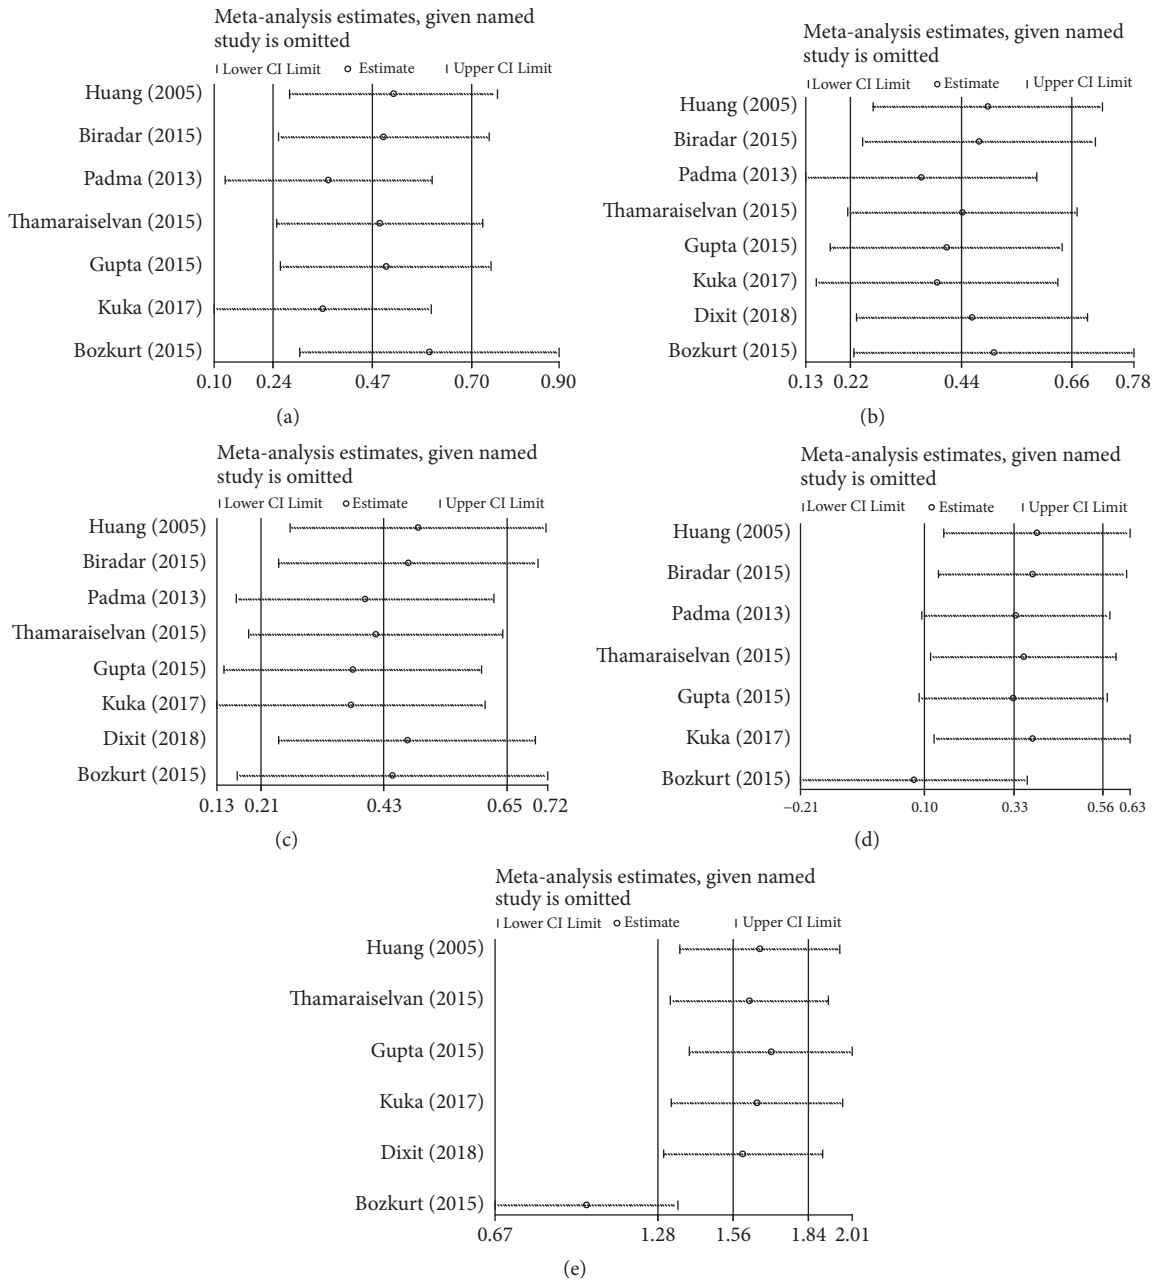 Meta-analysis estimates, given named
study is omitted
Lower CI Limit Estimate Upper CI Limit
Huang (2005)
Biradar (2015)
Padma (2013)
Thamaraiselvan (2015)
Gupta (2015)
Kuka (2017)
Bozkurt (2015)
0.10 0.24 0.47 0.70 0.90
(a)
Meta-analysis estimates, given named
study is omitted
Lower CI Limit Estimate Upper CI Limit
Huang (2005)
Biradar (2015)
Padma (2013)
Thamaraiselvan (2015)
Gupta (2015)
Kuka (2017)
Dixit (2018)
Bozkurt (2015)
0.13 0.22 0.44 0.66 0.78
(b)
Meta-analysis estimates, given named
study is omitted
Lower CI Limit Estimate Upper CI Limit
Huang (2005)
Biradar (2015)
Padma (2013)
Thamaraiselvan (2015)
Gupta (2015)
Kuka (2017)
Dixit (2018)
Bozkurt (2015)
0.13 0.21 0.43 0.65 0.72
(c)
Meta-analysis estimates, given named
study is omitted
Lower CI Limit Estimate Upper CI Limit
Huang (2005)
Biradar (2015)
Padma (2013)
Thamaraiselvan (2015)
Gupta (2015)
Kuka (2017)
Bozkurt (2015)
−0.21 0.10 0.33 0.56 0.63
(d)
Meta-analysis estimates, given named
study is omitted
Lower CI Limit Estimate Upper CI Limit
Huang (2005)
Thamaraiselvan (2015)
Gupta (2015)
Kuka (2017)
Dixit (2018)
Bozkurt (2015)
0.67 1.28 1.56 1.84 2.01
(e)